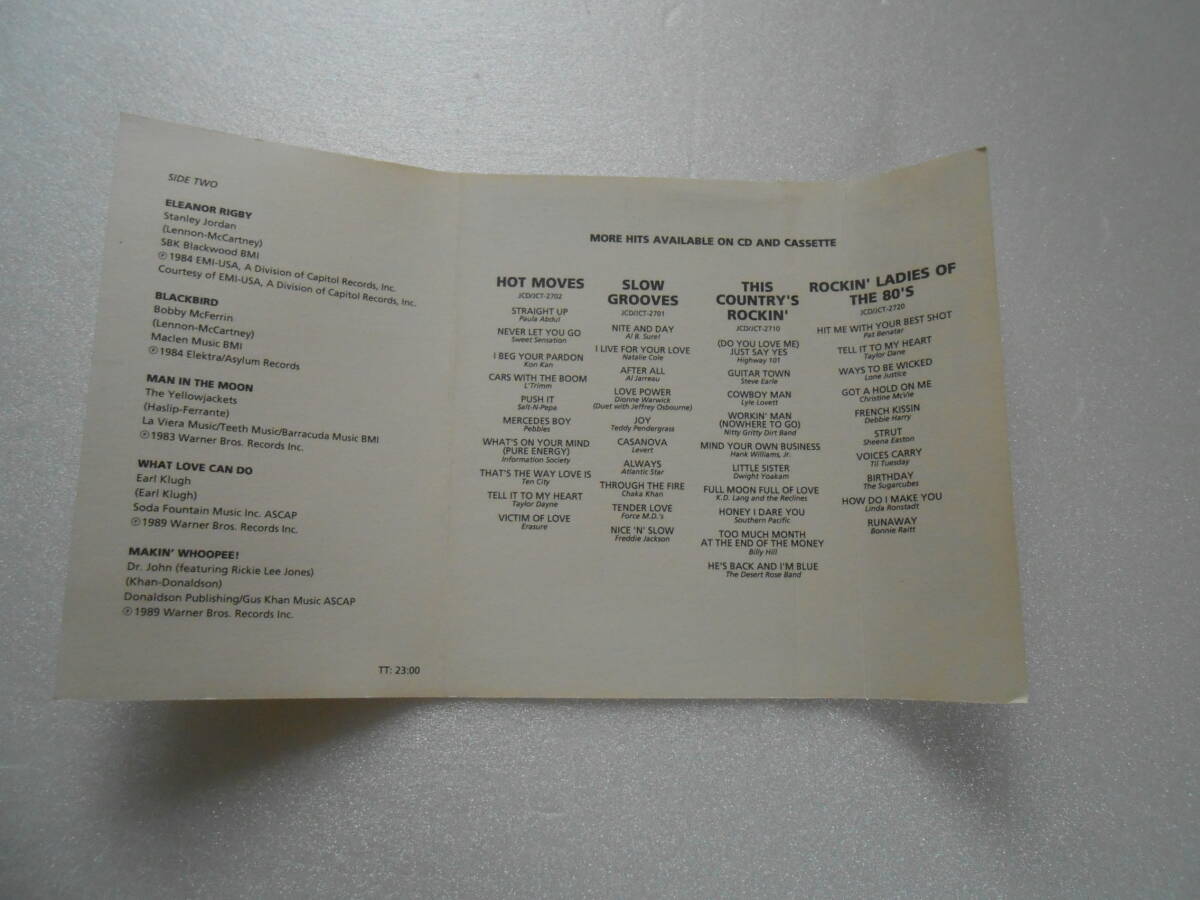 SIDE TWO
ELEANOR RIGBY
Stanley Jordan
(Lennon-McCartney)
SBK Blackwood BMI
℗ 1984 EMI-USA, A Division of Capitol Records, Inc.
Courtesy of EMI-USA, A Division of Capitol Records, Inc.
BLACKBIRD
Bobby McFerrin
(Lennon-McCartney)
Maclen Music BMI
℗ 1984 Elektra/Asylum Records
MAN IN THE MOON
The Yellowjackets
(Haslip-Ferrante)
La Viera Music/Teeth Music/Barracuda Music BMI
℗ 1983 Warner Bros. Records Inc.
WHAT LOVE CAN DO
Earl Klugh
(Earl Klugh)
Soda Fountain Music Inc. ASCAP
℗ 1989 Warner Bros. Records Inc.
MAKIN' WHOOPEE!
Dr. John (featuring Rickie Lee Jones)
(Khan-Donaldson)
Donaldson Publishing/Gus Khan Music ASCAP
℗ 1989 Warner Bros. Records Inc.
TT: 23:00
MORE HITS AVAILABLE ON CD AND CASSETTE
HOT MOVES
JCD/JCT-2702
STRAIGHT UP
Paula Abdul
NEVER LET YOU GO
Sweet Sensation
I BEG YOUR PARDON
Kon Kan
CARS WITH THE BOOM
L'Trimm
PUSH IT
Salt-N-Pepa
MERCEDES BOY
Pebbles
WHAT'S ON YOUR MIND
(PURE ENERGY)
Information Society
THAT'S THE WAY LOVE IS
Ten City
TELL IT TO MY HEART
Taylor Dayne
VICTIM OF LOVE
Erasure
SLOW
GROOVES
JCD/JCT-2701
NITE AND DAY
Al B. Sure!
I LIVE FOR YOUR LOVE
Natalie Cole
AFTER ALL
Al Jarreau
LOVE POWER
Dionne Warwick
(Duet with Jeffrey Osbourne)
JOY
Teddy Pendergrass
CASANOVA
Levert
ALWAYS
Atlantic Star
THROUGH THE FIRE
Chaka Khan
TENDER LOVE
Force M.D.'s
NICE 'N' SLOW
Freddie Jackson
THIS
COUNTRY'S
ROCKIN'
JCD/JCT-2710
(DO YOU LOVE ME)
JUST SAY YES
Highway 101
GUITAR TOWN
Steve Earle
COWBOY MAN
Lyle Lovett
WORKIN' MAN
(NOWHERE TO GO)
Nitty Gritty Dirt Band
MIND YOUR OWN BUSINESS
Hank Williams, Jr.
LITTLE SISTER
Dwight Yoakam
FULL MOON FULL OF LOVE
K.D. Lang and the Reclines
HONEY I DARE YOU
Southern Pacific
TOO MUCH MONTH
AT THE END OF THE MONEY
Billy Hill
HE'S BACK AND I'M BLUE
The Desert Rose Band
ROCKIN' LADIES OF
THE 80'S
JCD/JCT-2720
HIT ME WITH YOUR BEST SHOT
Pat Benatar
TELL IT TO MY HEART
Taylor Dane
WAYS TO BE WICKED
Lone Justice
GOT A HOLD ON ME
Christine McVie
FRENCH KISSIN
Debbie Harry
STRUT
Sheena Easton
VOICES CARRY
Til Tuesday
BIRTHDAY
The Sugarcubes
HOW DO I MAKE YOU
Linda Ronstadt
RUNAWAY
Bonnie Raitt